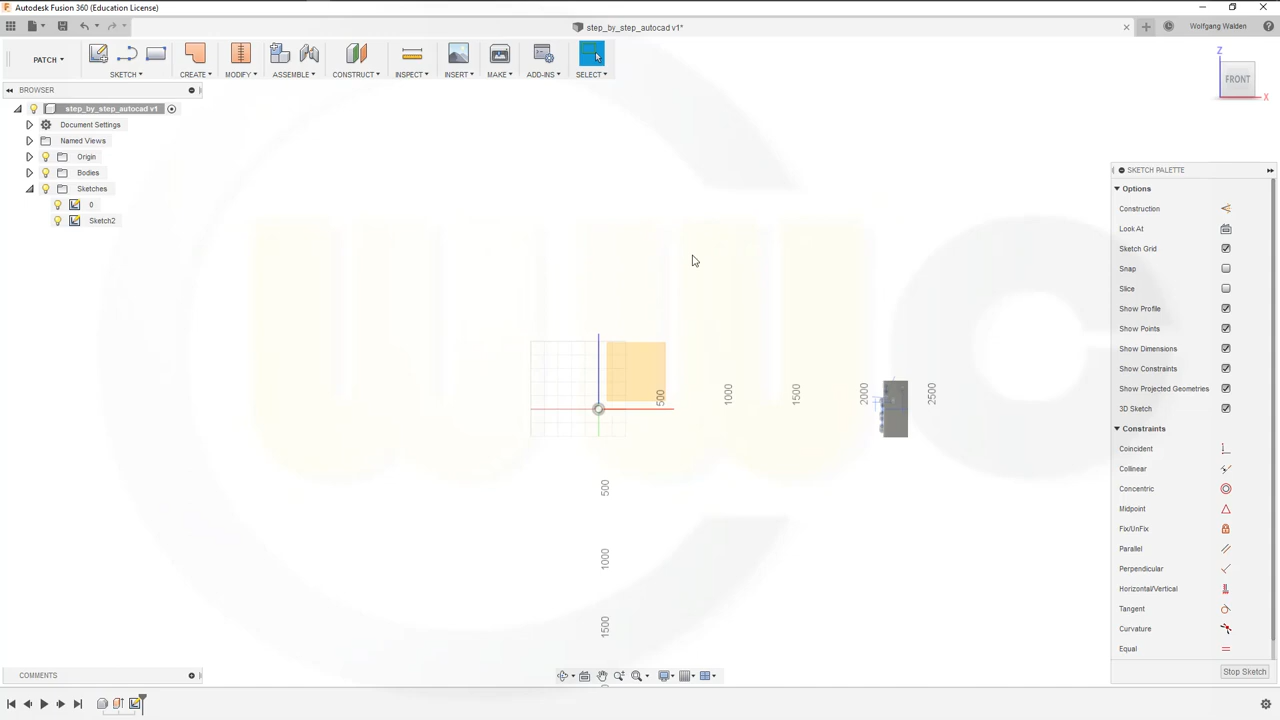 Autodesk Fusion 360 (Education License)
step_by_step_autocad v1*
Wolfgang Walden
PATCH
SKETCH
CREATE
MODIFY
ASSEMBLE
CONSTRUCT
INSPECT
INSERT
MAKE
ADD-INS
SELECT
BROWSER
step_by_step_autocad v1
Document Settings
Named Views
Origin
Bodies
Sketches
0
Sketch2
Z
FRONT
X
500
1000
1500
2000
2500
500
1000
1500
SKETCH PALETTE
Options
Construction
Look At
Sketch Grid
Snap
Slice
Show Profile
Show Points
Show Dimensions
Show Constraints
Show Projected Geometries
3D Sketch
Constraints
Coincident
Collinear
Concentric
Midpoint
Fix/UnFix
Parallel
Perpendicular
Horizontal/Vertical
Tangent
Curvature
Equal
Stop Sketch
COMMENTS